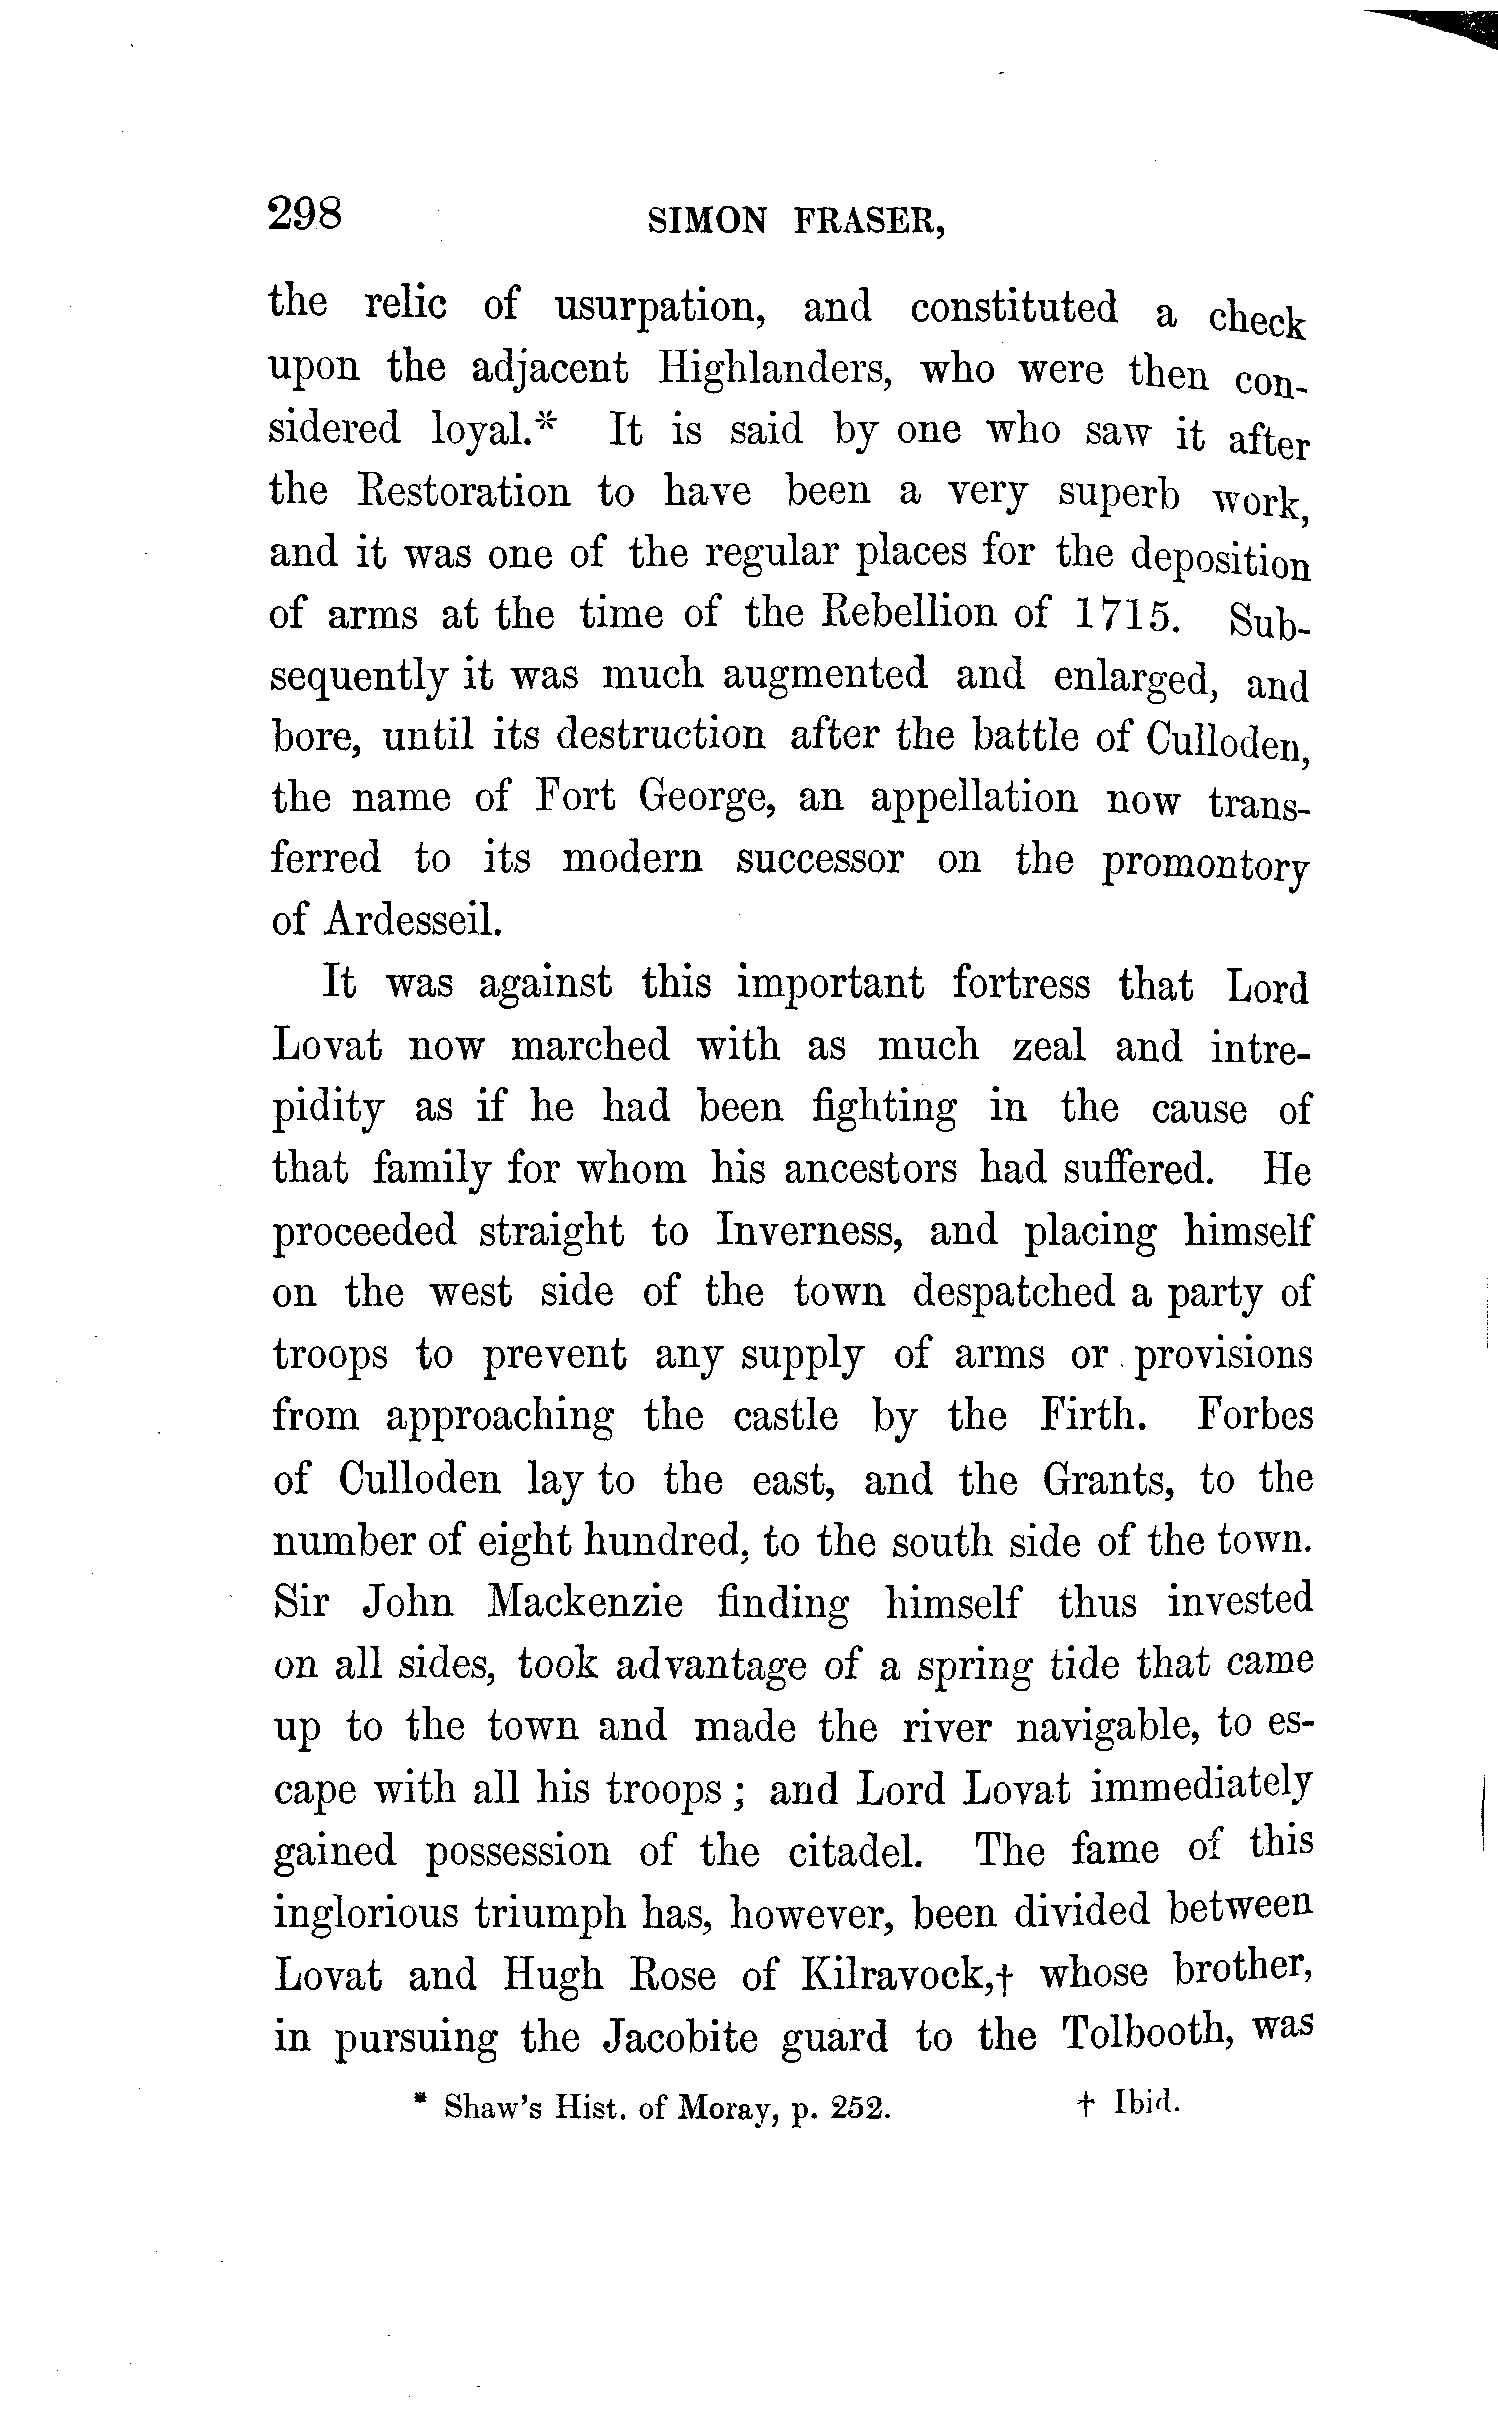 298 SIMON FRASER,
the relic of usurpation, and constituted a check
upon the adjacent Highlanders, who were then con-
sidered loyal.* It is said by one who saw it after
the Restoration to have been a very superb work,
and it was one of the regular places for the deposition
of arms at the time of the Rebellion of 1715. Sub-
sequently it was much augmented and enlarged, and
bore, until its destruction after the battle of Culloden,
the name of Fort George, an appellation now trans-
ferred to its modern successor on the promontory
of Ardesseil.
It was against this important fortress that Lord
Lovat now marched with as much zeal and intre-
pidity as if he had been fighting in the cause of
that family for whom his ancestors had suffered. He
proceeded straight to Inverness, and placing himself
on the west side of the town despatched a party of
troops to prevent any supply of arms or provisions
from approaching the castle by the Firth. Forbes
of Culloden lay to the east, and the Grants, to the
number of eight hundred, to the south side of the town.
Sir John Mackenzie finding himself thus invested
on all sides, took advantage of a spring tide that came
up to the town and made the river navigable, to es-
cape with all his troops ; and Lord Lovat immediately
gained possession of the citadel. The fame of this
inglorious triumph has, however, been divided between
Lovat and Hugh Rose of Kilravock,† whose brother,
in pursuing the Jacobite guard to the Tolbooth, was
* Shaw's Hist. of Moray, p. 252. † Ibid.